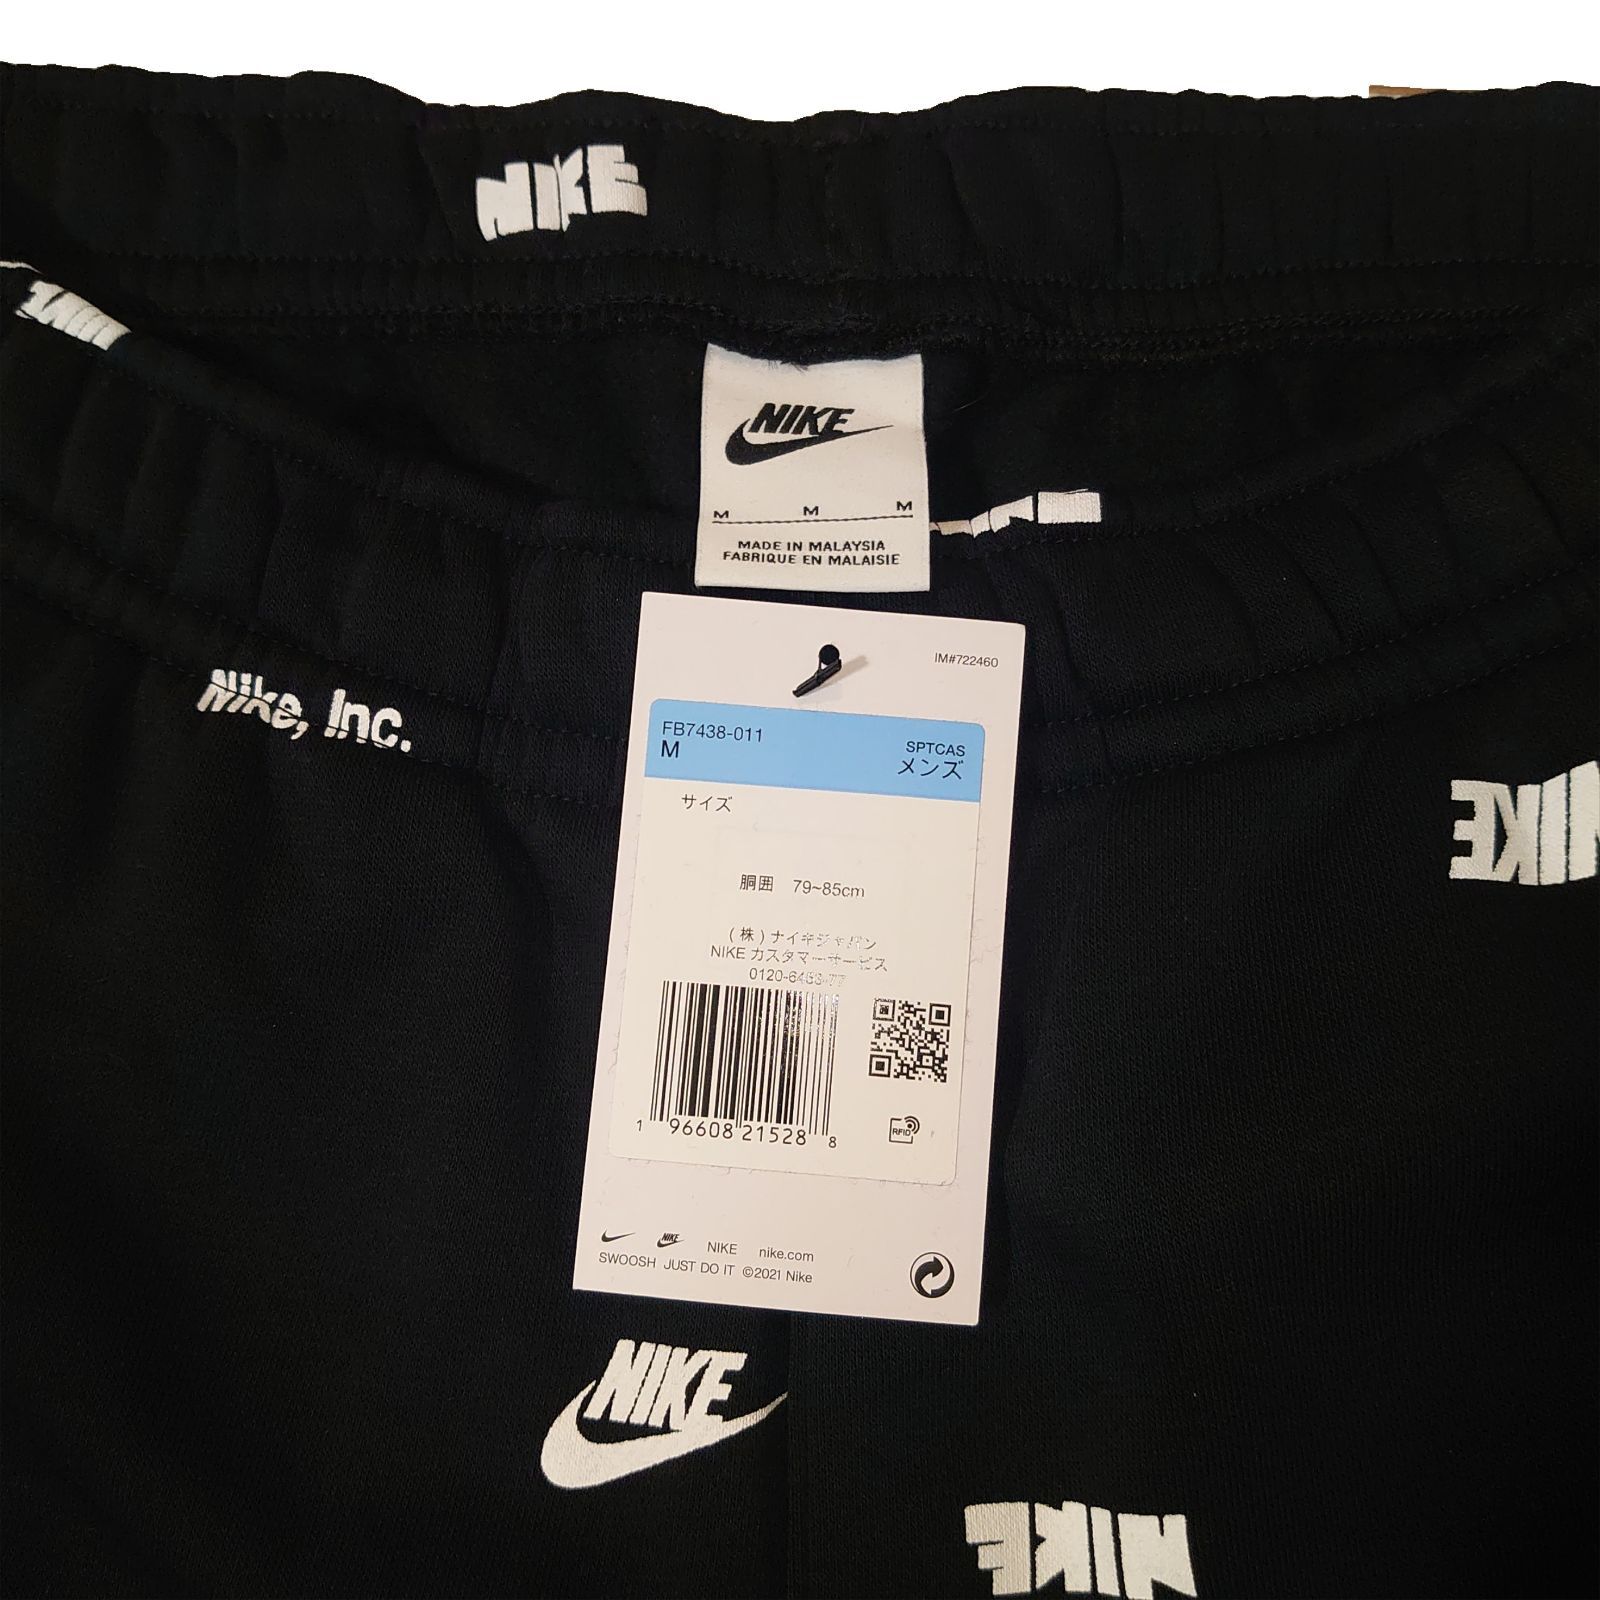 NIKE
NIKE
M M M
MADE IN MALAYSIA
FABRIQUE EN MALAISIE
Nike, Inc.
IM#722460
FB7438-011
M
SPTCAS
メンズ
サイズ
胴囲 79~85cm
NIKE
(株)ナイキジャパン
NIKE カスタマーサービス
1 96608 21528 8
RFID
NIKE
NIKE nike.com
SWOOSH JUST DO IT ©2021 Nike
NIKE
NIKE